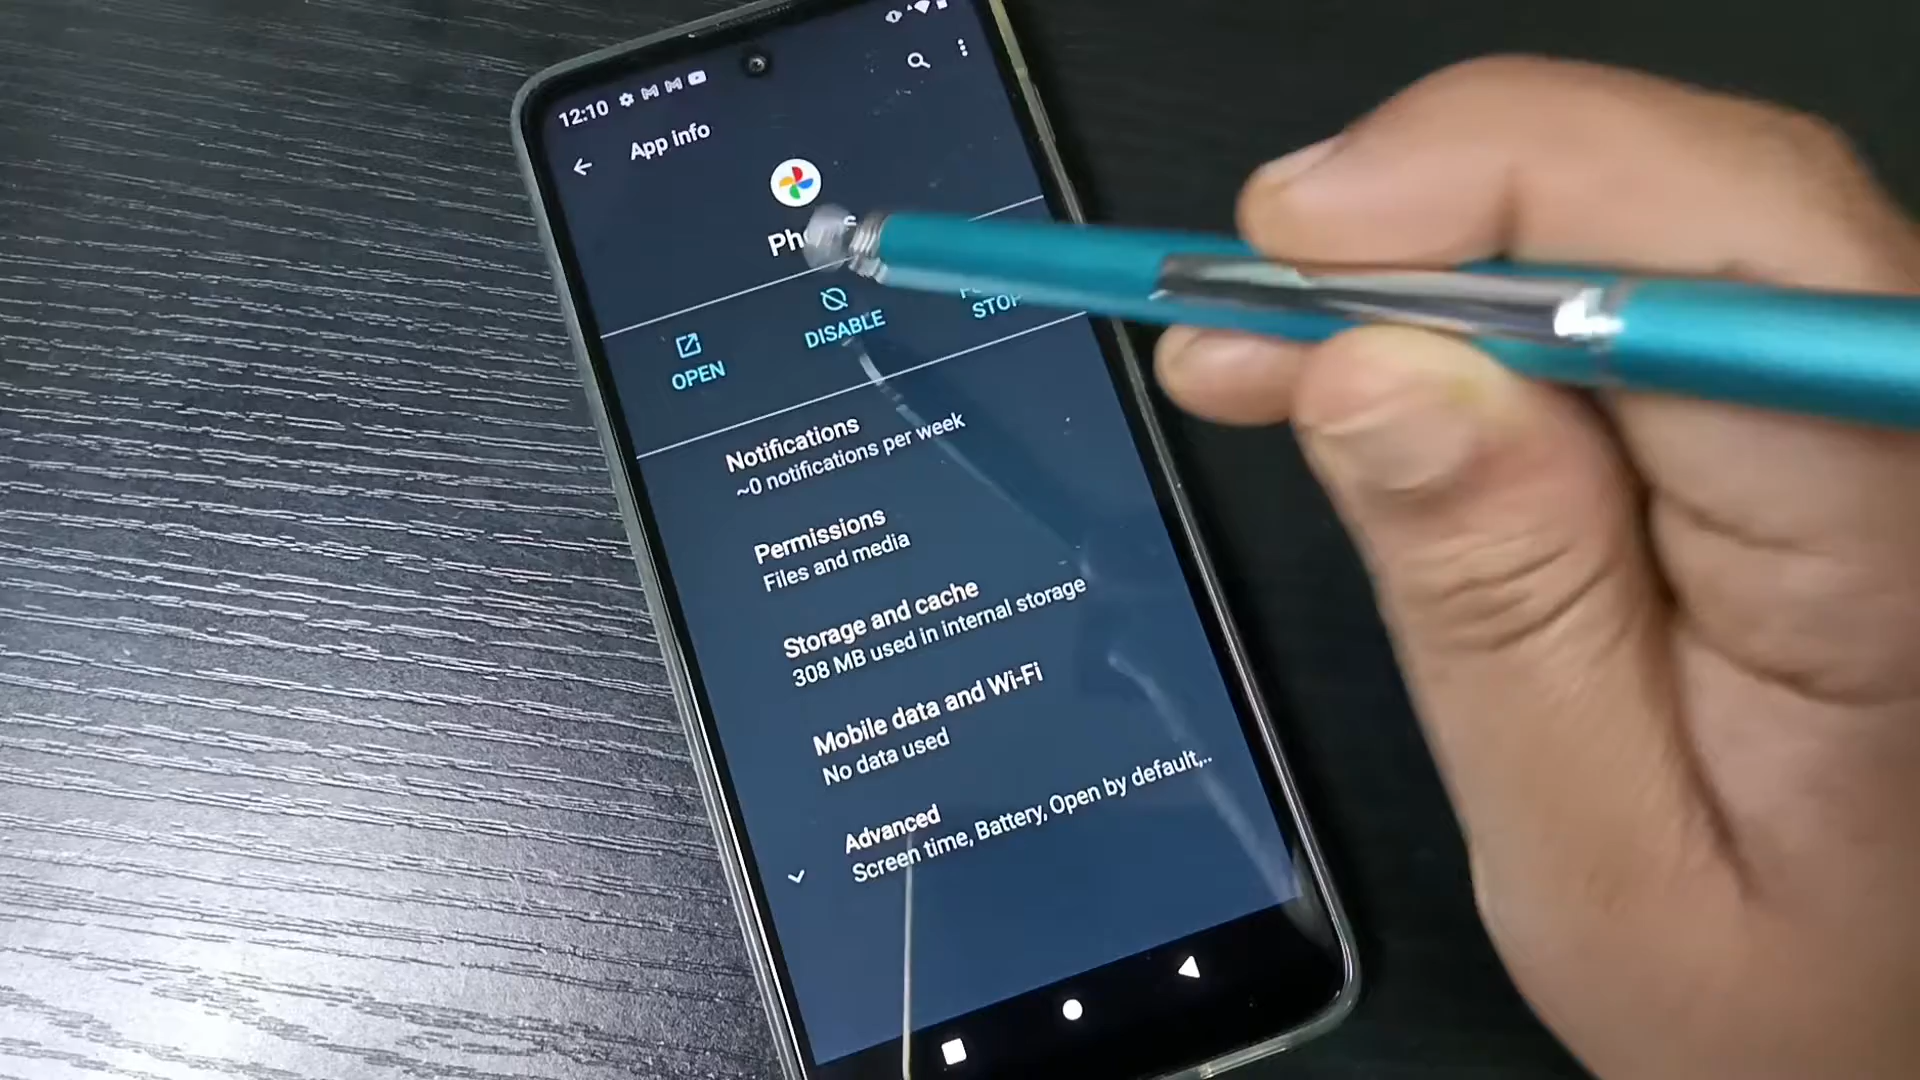 12:10
App info
OPEN
DISABLE
STOP
Notifications
~0 notifications per week
Permissions
Files and media
Storage and cache
308 MB used in internal storage
Mobile data and Wi-Fi
No data used
Advanced
Screen time, Battery, Open by default,..